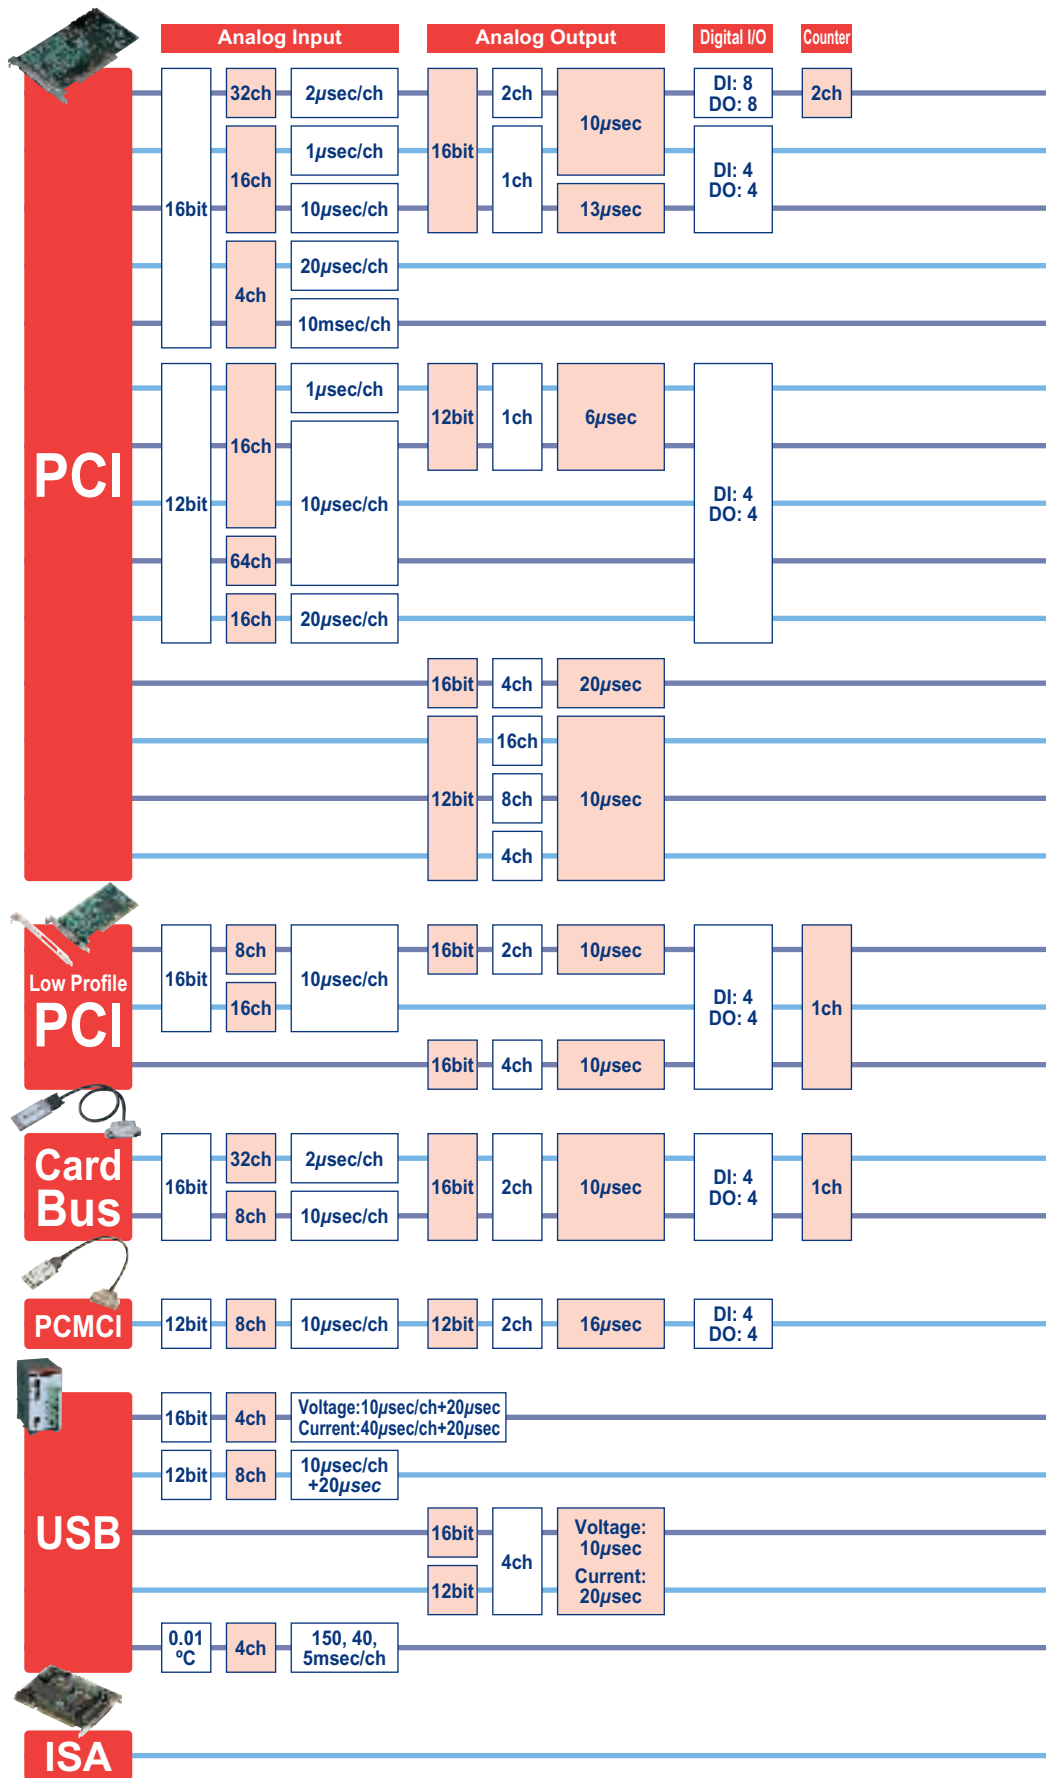 Analog Input
Analog Output
Digital I/O
Counter
PCI
16bit
32ch
2µsec/ch
16bit
2ch
10µsec
DI: 8
DO: 8
2ch
16ch
1µsec/ch
1ch
DI: 4
DO: 4
10µsec/ch
13µsec
4ch
20µsec/ch
10msec/ch
12bit
16ch
1µsec/ch
12bit
1ch
6µsec
10µsec/ch
DI: 4
DO: 4
64ch
16ch
20µsec/ch
16bit
4ch
20µsec
12bit
16ch
10µsec
8ch
4ch
Low Profile
PCI
16bit
8ch
10µsec/ch
16bit
2ch
10µsec
16ch
DI: 4
DO: 4
1ch
16bit
4ch
10µsec
Card
Bus
16bit
32ch
2µsec/ch
16bit
2ch
10µsec
DI: 4
DO: 4
1ch
8ch
10µsec/ch
PCMCI
12bit
8ch
10µsec/ch
12bit
2ch
16µsec
DI: 4
DO: 4
USB
16bit
4ch
Voltage:10µsec/ch+20µsec
Current:40µsec/ch+20µsec
12bit
8ch
10µsec/ch
+20µsec
16bit
4ch
Voltage:
10µsec
12bit
Current:
20µsec
0.01
ºC
4ch
150, 40,
5msec/ch
ISA